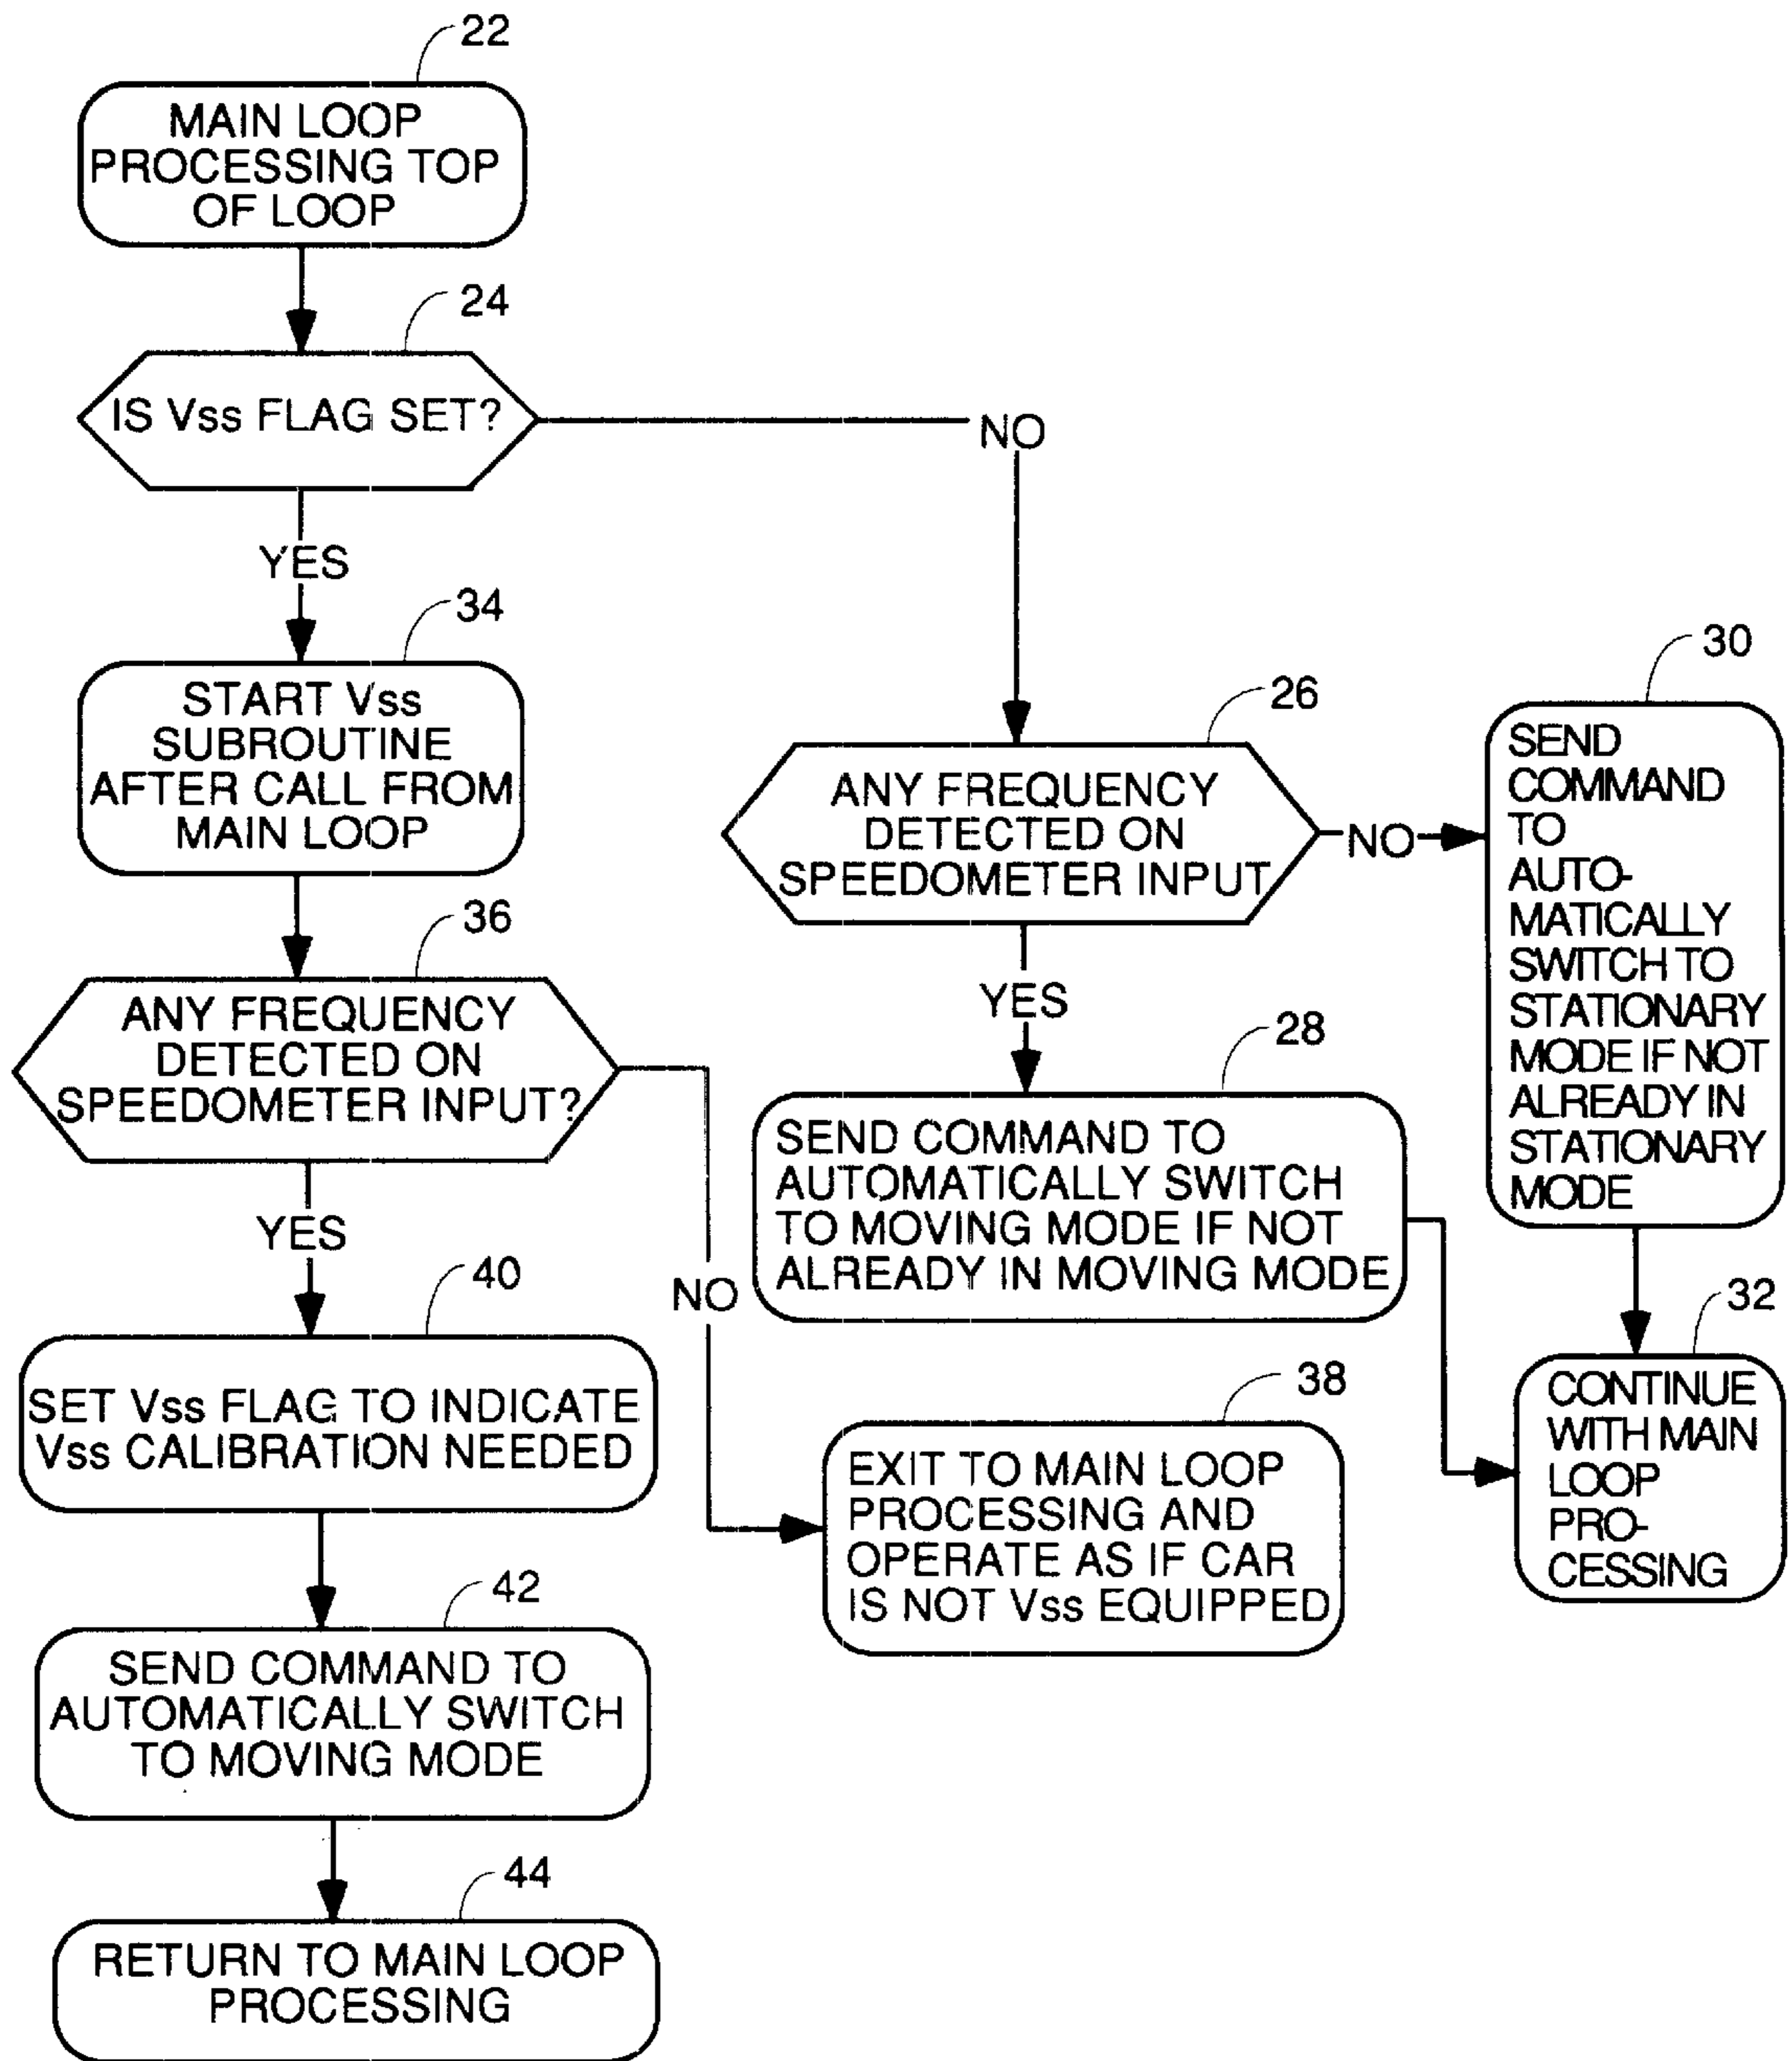 22
MAIN LOOP
PROCESSING TOP
OF LOOP
24
IS Vss FLAG SET?
NO
YES
34
START Vss
SUBROUTINE
AFTER CALL FROM
MAIN LOOP
26
ANY FREQUENCY
DETECTED ON
SPEEDOMETER INPUT
NO
30
SEND
COMMAND
TO
AUTO-
MATICALLY
SWITCH TO
STATIONARY
MODE IF NOT
ALREADY IN
STATIONARY
MODE
36
ANY FREQUENCY
DETECTED ON
SPEEDOMETER INPUT?
YES
28
SEND COMMAND TO
AUTOMATICALLY SWITCH
TO MOVING MODE IF NOT
ALREADY IN MOVING MODE
YES
NO
32
CONTINUE
WITH MAIN
LOOP
PRO-
CESSING
40
SET Vss FLAG TO INDICATE
Vss CALIBRATION NEEDED
38
EXIT TO MAIN LOOP
PROCESSING AND
OPERATE AS IF CAR
IS NOT Vss EQUIPPED
42
SEND COMMAND TO
AUTOMATICALLY SWITCH
TO MOVING MODE
44
RETURN TO MAIN LOOP
PROCESSING